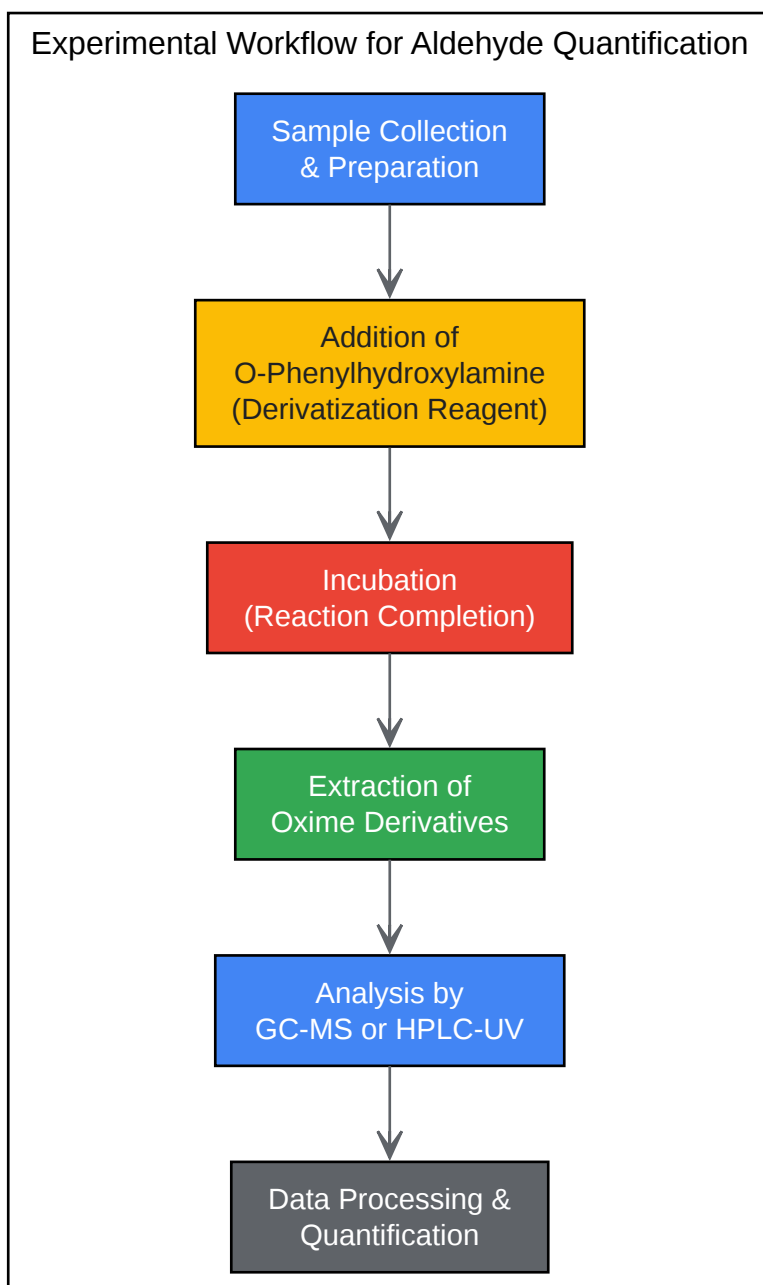 Experimental Workflow for Aldehyde Quantification
Sample Collection
& Preparation
Addition of
O-Phenylhydroxylamine
(Derivatization Reagent)
Incubation
(Reaction Completion)
Extraction of
Oxime Derivatives
Analysis by
GC-MS or HPLC-UV
Data Processing &
Quantification